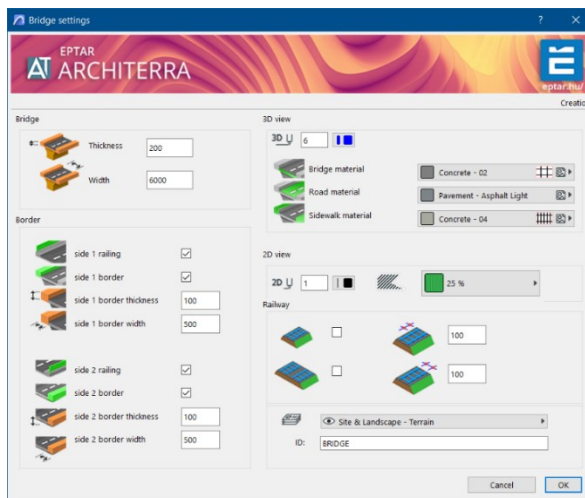 Bridge settings
?
EPTAR
AT ARCHITERRA
eptar.hu/
Creatio
Bridge
Thickness 200
Width 6000
Border
side 1 railing
side 1 border
side 1 border thickness 100
side 1 border width 500
side 2 railing
side 2 border
side 2 border thickness 100
side 2 border width 500
3D view
3D 6
Bridge material Concrete - 02
Road material Pavement - Asphalt Light
Sidewalk material Concrete - 04
2D view
2D 1 25 %
Railway
100
100
Site & Landscape - Terrain
ID: BRIDGE
Cancel OK